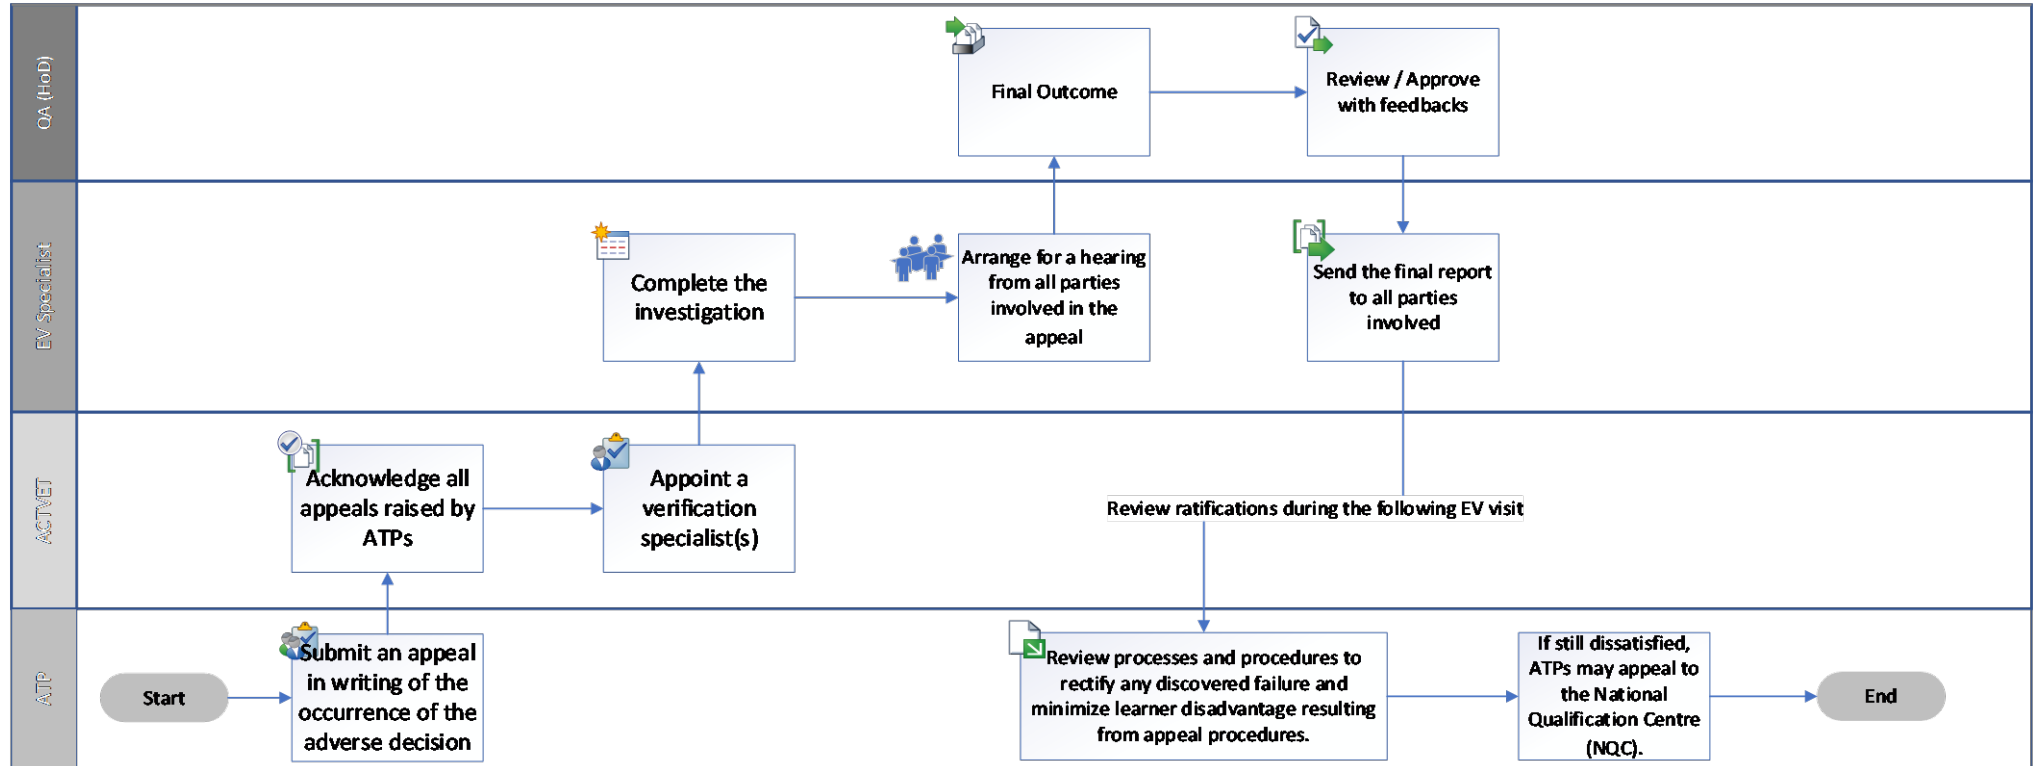 QA (HoD)
Final Outcome
Review / Approve
with feedbacks
EV Specialist
Complete the
investigation
Arrange for a hearing
from all parties
involved in the
appeal
Send the final report
to all parties
involved
ACTVET
Acknowledge all
appeals raised by
ATPs
Appoint a
verification
specialist(s)
Review ratifications during the following EV visit
ATP
Start
Submit an appeal
in writing of the
occurrence of the
adverse decision
Review processes and procedures to
rectify any discovered failure and
minimize learner disadvantage resulting
from appeal procedures.
If still dissatisfied,
ATPs may appeal to
the National
Qualification Centre
(NQC).
End